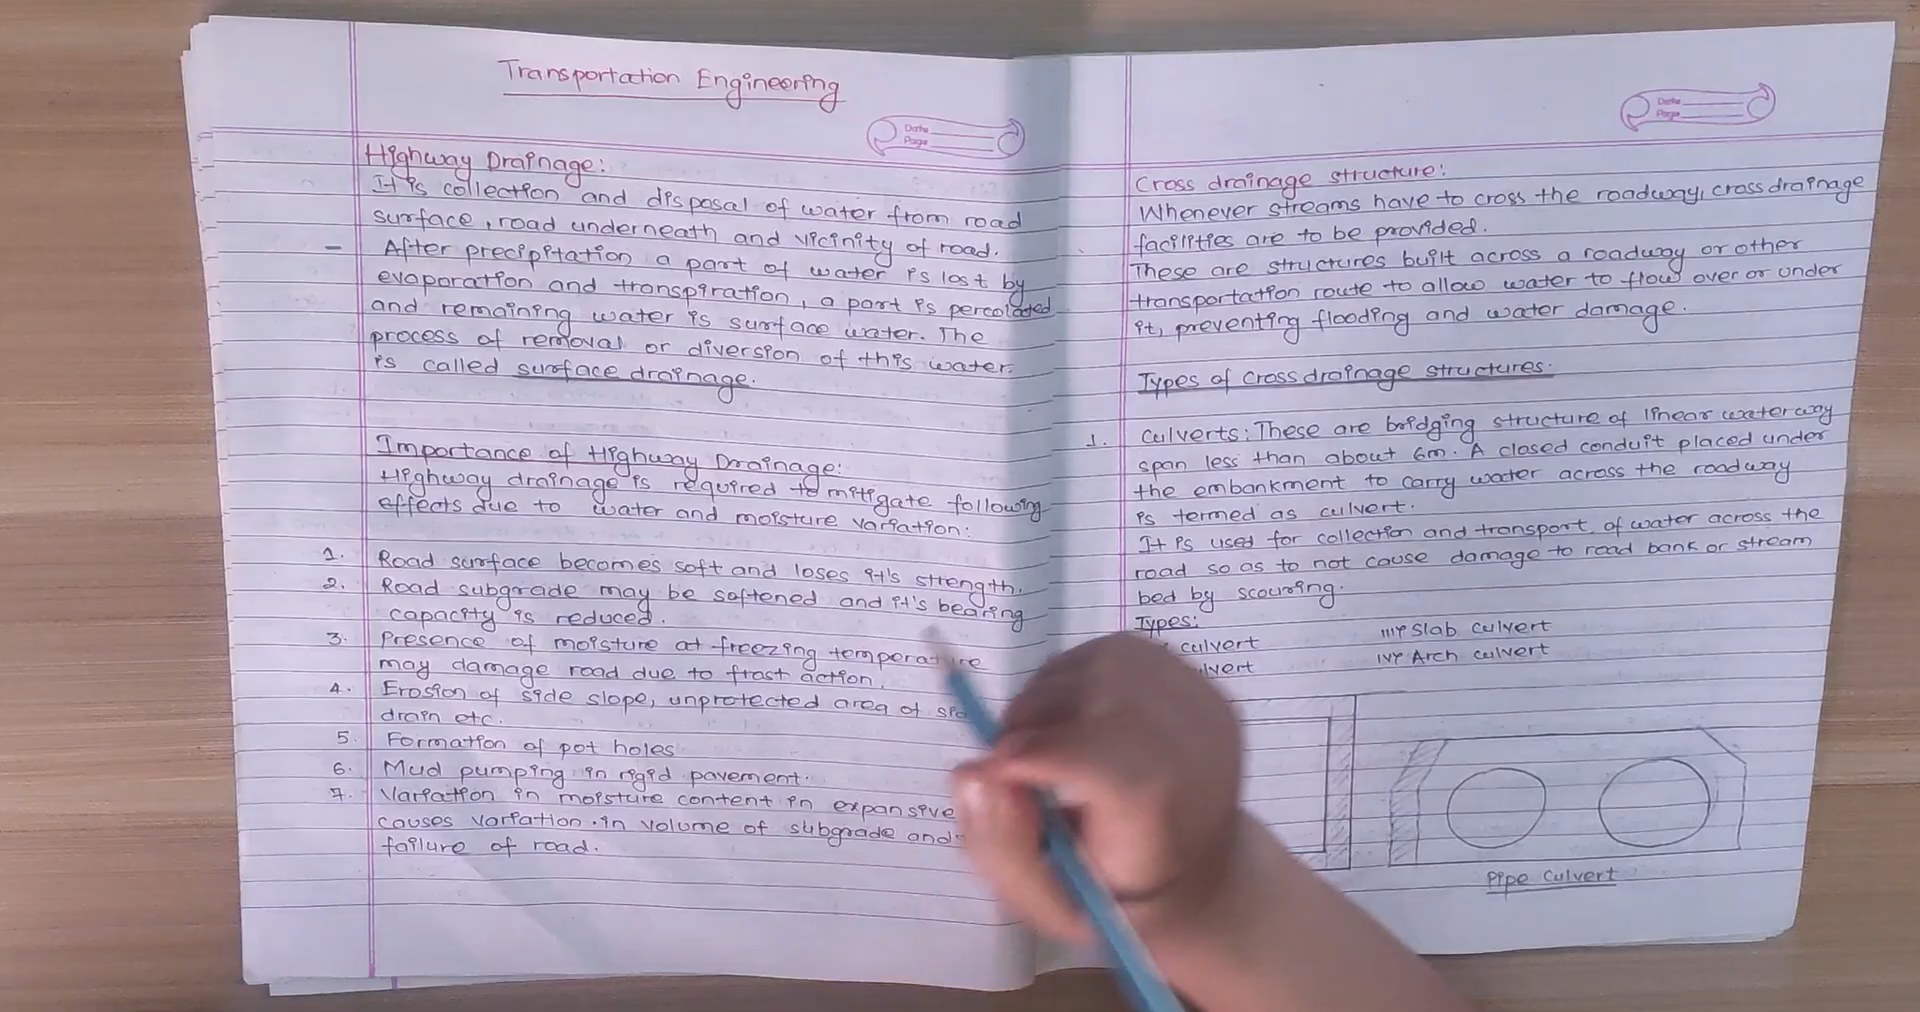 Transportation Engineering
Date
Page
Highway Drainage:
It is collection and disposal of water from road
surface, road underneath and vicinity of road.
- After precipitation a part of water is lost by
evaporation and transpiration, a part is percolated
and remaining water is surface water. The
process of removal or diversion of this water
is called surface drainage.
Importance of Highway Drainage:
Highway drainage is required to mitigate following
effects due to water and moisture variation:
1. Road surface becomes soft and loses it's strength.
2. Road subgrade may be softened and it's bearing
capacity is reduced.
3. Presence of moisture at freezing temperature
may damage road due to frost action.
4. Erosion of side slope, unprotected area of
drain etc.
5. Formation of pot holes
6. Mud pumping in rigid pavement.
7. Variation in moisture content in expansive
causes variation in volume of subgrade and
failure of road.
Date
Page
Cross drainage structure:
Whenever streams have to cross the roadway, cross drainage
facilities are to be provided.
These are structures built across a roadway or other
transportation route to allow water to flow over or under
it, preventing flooding and water damage.
Types of cross drainage structures.
1. Culverts: These are bridging structure of linear waterway
span less than about 6m. A closed conduit placed under
the embankment to carry water across the roadway
is termed as culvert.
It is used for collection and transport of water across the
road so as to not cause damage to road bank or stream
bed by scouring.
Types:
culvert iii) Slab culvert
culvert iv) Arch culvert
Pipe Culvert